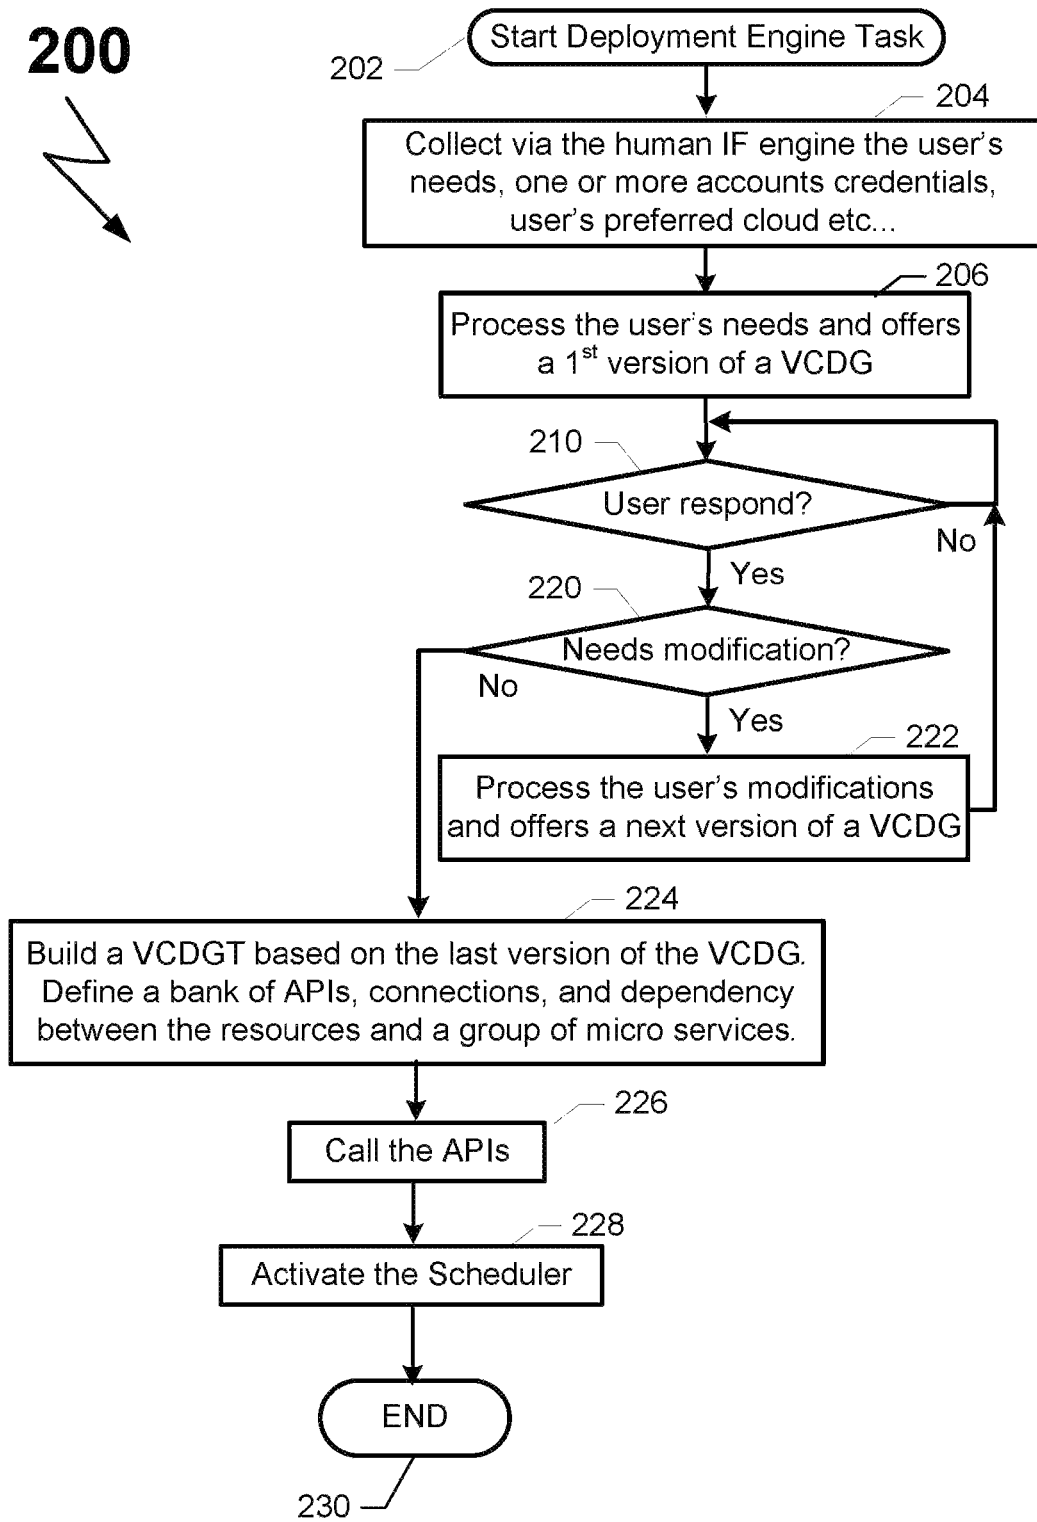 200
Start Deployment Engine Task
202
204
Collect via the human IF engine the user's
needs, one or more accounts credentials,
user's preferred cloud etc...
206
Process the user's needs and offers
a 1st version of a VCDG
210
User respond?
No
Yes
220
Needs modification?
No
Yes
222
Process the user's modifications
and offers a next version of a VCDG
224
Build a VCDGT based on the last version of the VCDG.
Define a bank of APIs, connections, and dependency
between the resources and a group of micro services.
226
Call the APIs
228
Activate the Scheduler
END
230